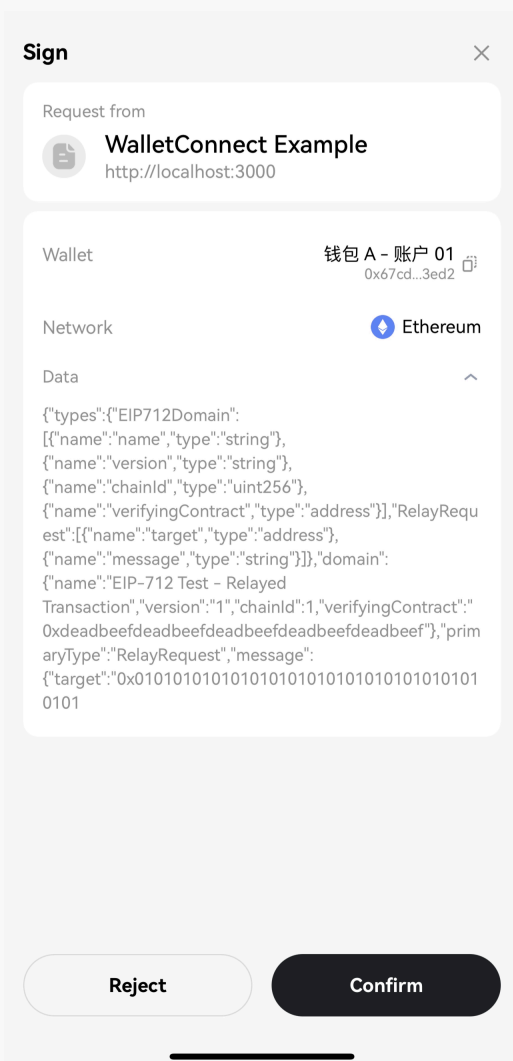 Sign
Request from
WalletConnect Example
http://localhost:3000
Wallet
钱包 A - 账户 01
0x67cd...3ed2
Network
Ethereum
Data
{"types":{"EIP712Domain":
[{"name":"name","type":"string"},
{"name":"version","type":"string"},
{"name":"chainId","type":"uint256"},
{"name":"verifyingContract","type":"address"}],"RelayRequ
est":[{"name":"target","type":"address"},
{"name":"message","type":"string"}]},"domain":
{"name":"EIP-712 Test - Relayed
Transaction","version":"1","chainId":1,"verifyingContract":"
0xdeadbeefdeadbeefdeadbeefdeadbeefdeadbeef"},"prim
aryType":"RelayRequest","message":
{"target":"0x010101010101010101010101010101010101
0101
Reject
Confirm